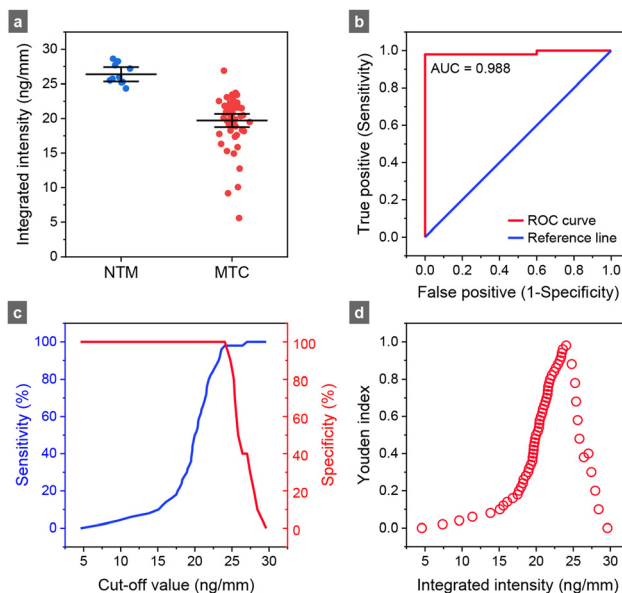 a
Integrated intensity (ng/mm)
30
25
20
15
10
5
0
NTM
MTC
b
True positive (Sensitivity)
1.0
0.8
0.6
0.4
0.2
0.0
AUC = 0.988
ROC curve
Reference line
0.0 0.2 0.4 0.6 0.8 1.0
False positive (1-Specificity)
c
Sensitivity (%)
100
80
60
40
20
0
100
80
60
40
20
0
Specificity (%)
5 10 15 20 25 30
Cut-off value (ng/mm)
d
Youden index
1.0
0.8
0.6
0.4
0.2
0.0
5 10 15 20 25 30
Integrated intensity (ng/mm)